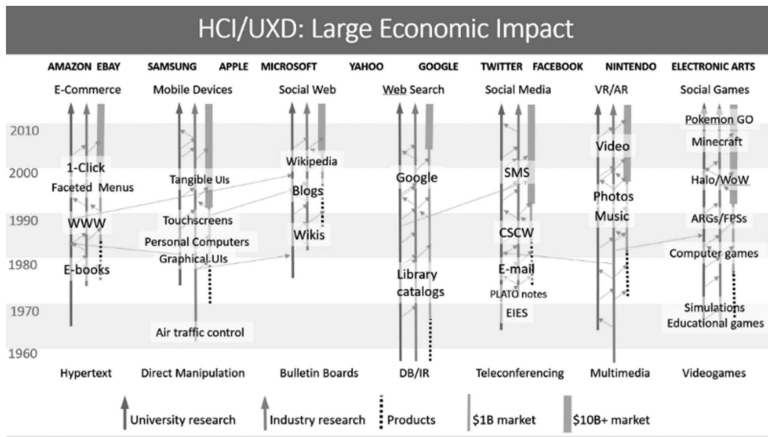 HCI/UXD: Large Economic Impact
AMAZON EBAY SAMSUNG APPLE MICROSOFT YAHOO GOOGLE TWITTER FACEBOOK NINTENDO ELECTRONIC ARTS
E-Commerce Mobile Devices Social Web Web Search Social Media VR/AR Social Games
Pokemon GO
2010
Minecraft
Video
Wikipedia
1-Click
SMS
2000
Google
Tangible UIs
Halo/WoW
Faceted Menus
Blogs
Photos
1990
Touchscreens
Music
ARGs/FPSs
WWW
Wikis
CSCW
Personal Computers
Computer games
Graphical UIs
1980
E-books
E-mail
Library
catalogs
PLATO notes
1970
EIES
Simulations
Air traffic control
Educational games
1960
Hypertext Direct Manipulation Bulletin Boards DB/IR Teleconferencing Multimedia Videogames
University research Industry research Products $1B market $10B+ market